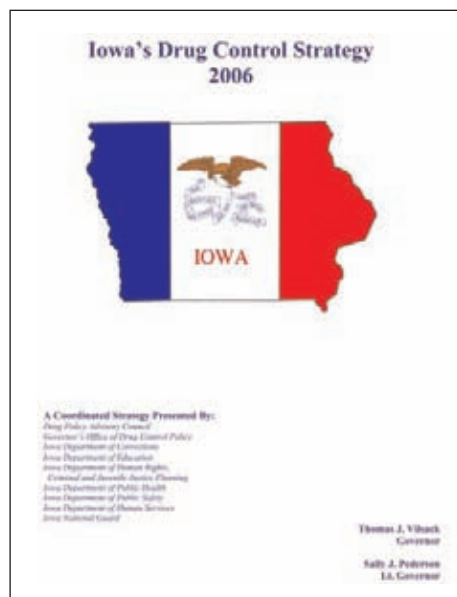 Iowa's Drug Control Strategy
2006
IOWA
A Coordinated Strategy Presented By:
Drug Policy Advisory Council
Governor's Office of Drug Control Policy
Iowa Department of Corrections
Iowa Department of Education
Iowa Department of Human Rights,
Criminal and Juvenile Justice Planning
Iowa Department of Public Health
Iowa Department of Public Safety
Iowa Department of Human Services
Iowa National Guard
Thomas J. Vilsack
Governor
Sally J. Pederson
Lt. Governor